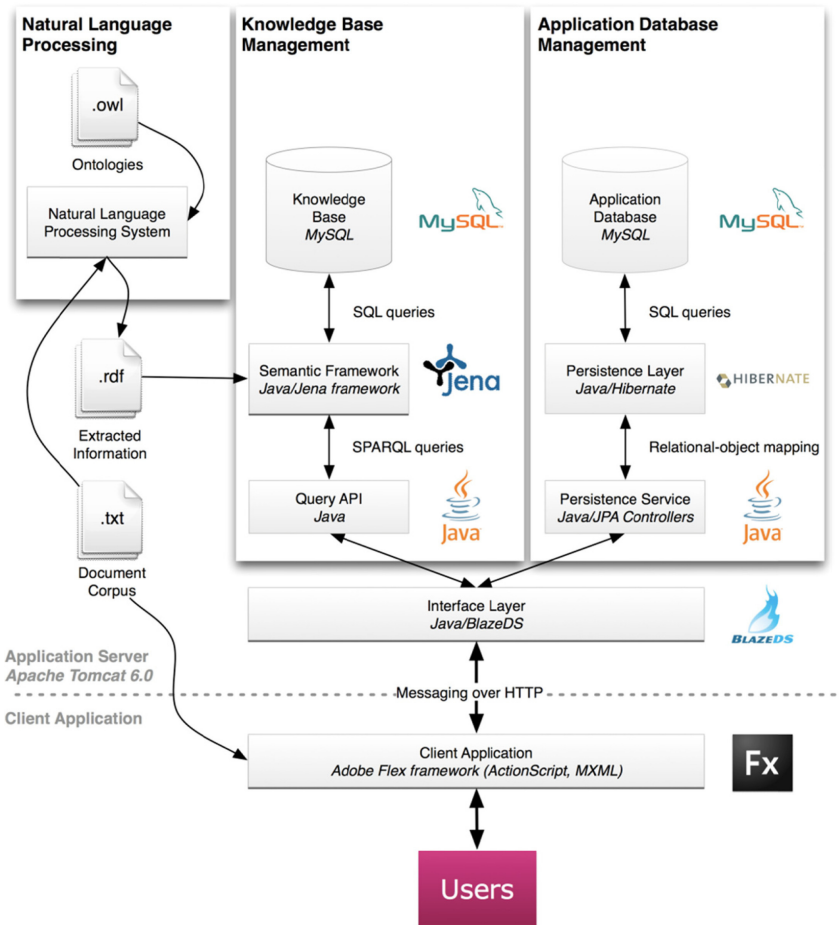 Natural Language
Processing
.owl
Ontologies
Natural Language
Processing System
.rdf
Extracted
Information
.txt
Document
Corpus
Knowledge Base
Management
Knowledge
Base
MySQL
MySQL
SQL queries
Semantic Framework
Java/Jena framework
Jena
SPARQL queries
Query API
Java
Java
Application Database
Management
Application
Database
MySQL
MySQL
SQL queries
Persistence Layer
Java/Hibernate
HIBERNATE
Relational-object mapping
Persistence Service
Java/JPA Controllers
Java
Interface Layer
Java/BlazeDS
BLAZEDS
Application Server
Apache Tomcat 6.0
Messaging over HTTP
Client Application
Client Application
Adobe Flex framework (ActionScript, MXML)
Fx
Users